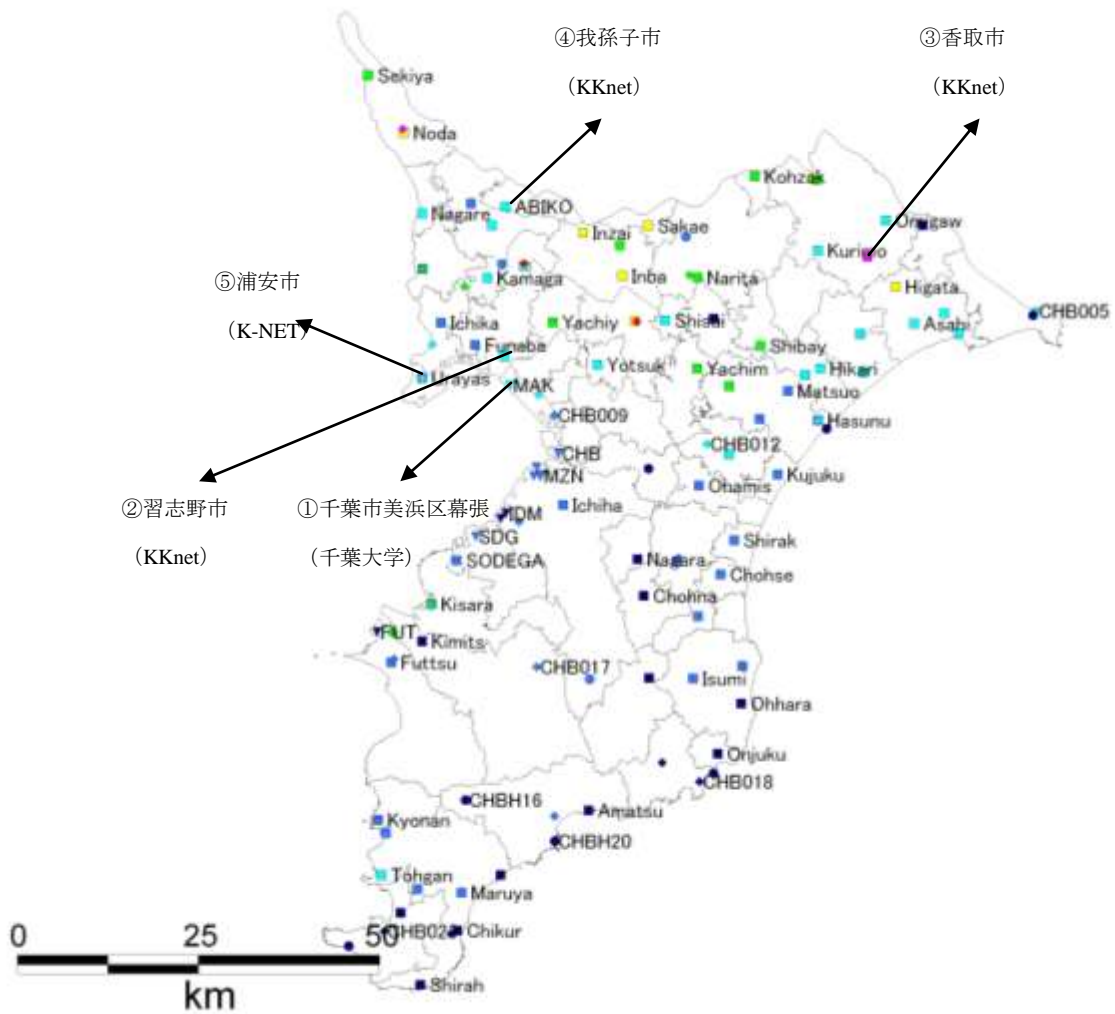 ④我孫子市
③香取市
(KKnet)
(KKnet)
Sekiya
Noda
Kohzak
ABIKO
Nagare
Omigaw
Inzai
Sakae
Kurimo
⑤浦安市
Kamaga
Inba
Narita
Higata
(K-NET)
CHB005
Ichika
Yachiy
Shisui
Asahi
Funaba
Shibay
Urayas
MAK
Yotsuk
Yachim
Hikari
Matsuo
CHB009
Hasunu
CHB
CHB012
MZN
Kujuku
Ohamis
②習志野市
①千葉市美浜区幕張
Ichiha
(KKnet)
(千葉大学)
SDG
Shirak
SODEGA
Nagara
Chohse
Kisara
Chohna
FUT
Kimits
Futtsu
CHB017
Isumi
Ohhara
Onjuku
CHB018
CHBH16
Amatsu
Kyonan
CHBH20
Tohgan
Maruya
0
25
50
Chikur
km
Shirah